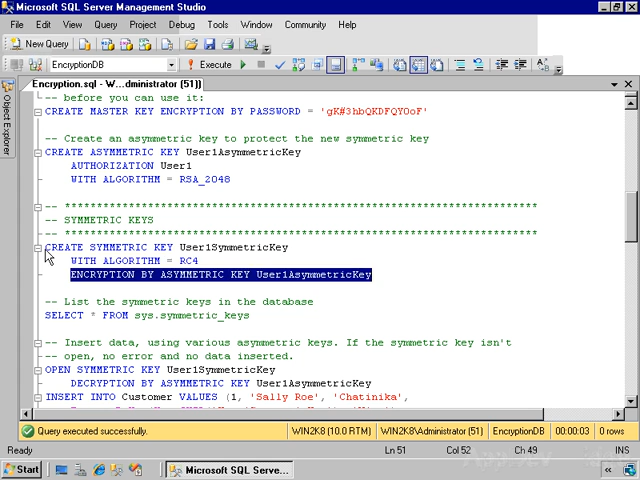 Microsoft SQL Server Management Studio
File Edit View Query Project Debug Tools Window Community Help
New Query
EncryptionDB Execute
Encryption.sql - W...dministrator (51))
Object Explorer
-- before you can use it:
CREATE MASTER KEY ENCRYPTION BY PASSWORD = 'gK#3hbQKDFQY0oF'
-- Create an asymmetric key to protect the new symmetric key
CREATE ASYMMETRIC KEY User1AsymmetricKey
AUTHORIZATION User1
WITH ALGORITHM = RSA_2048
-- **********************************************************************
-- SYMMETRIC KEYS
-- **********************************************************************
CREATE SYMMETRIC KEY User1SymmetricKey
WITH ALGORITHM = RC4
ENCRYPTION BY ASYMMETRIC KEY User1AsymmetricKey
-- List the symmetric keys in the database
SELECT * FROM sys.symmetric_keys
-- Insert data, using various asymmetric keys. If the symmetric key isn't
-- open, no error and no data inserted.
OPEN SYMMETRIC KEY User1SymmetricKey
DECRYPTION BY ASYMMETRIC KEY User1AsymmetricKey
INSERT INTO Customer VALUES (1, 'Sally Roe', 'Chatinika',
Query executed successfully. WIN2K8 (10.0 RTM) WIN2K8\Administrator (51) EncryptionDB 00:00:03 0 rows
Ready Ln 51 Col 52 Ch 49 INS
Start Microsoft SQL Serve...